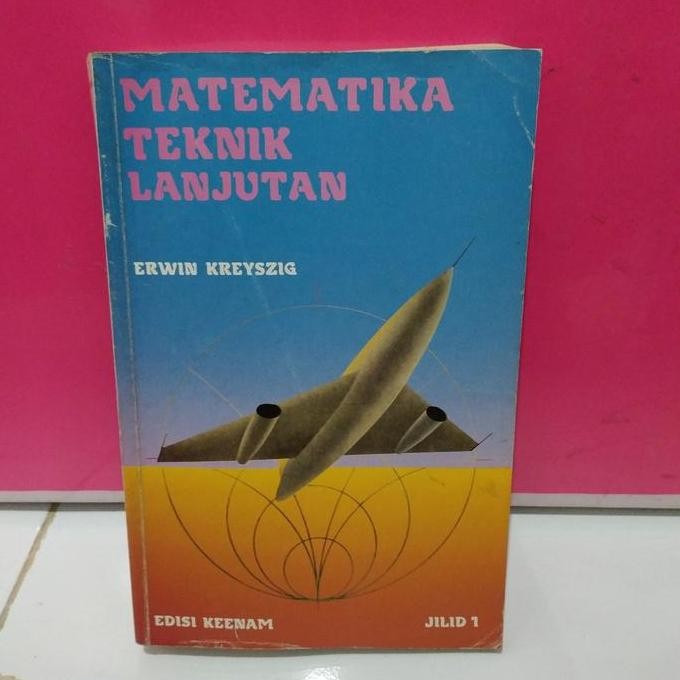 MATEMATIKA
TEKNIK
LANJUTAN
ERWIN KREYSZIG
EDISI KEENAM
JILID 1